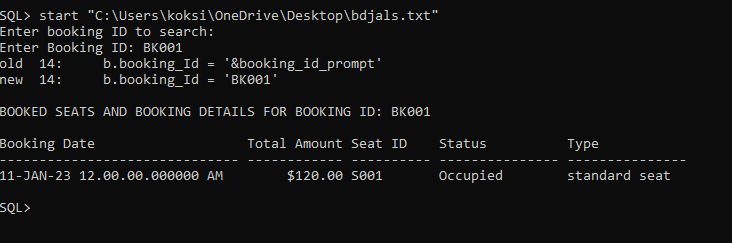 SQL> start "C:\Users\koksi\OneDrive\Desktop\bdjals.txt"
Enter booking ID to search:
Enter Booking ID: BK001
old  14:     b.booking_Id = '&booking_id_prompt'
new  14:     b.booking_Id = 'BK001'
BOOKED SEATS AND BOOKING DETAILS FOR BOOKING ID: BK001
Booking Date                   Total Amount Seat ID    Status          Type
------------------------------ ------------ ---------- --------------- ---------------
11-JAN-23 12.00.00.000000 AM        $120.00 S001       Occupied        standard seat
SQL>